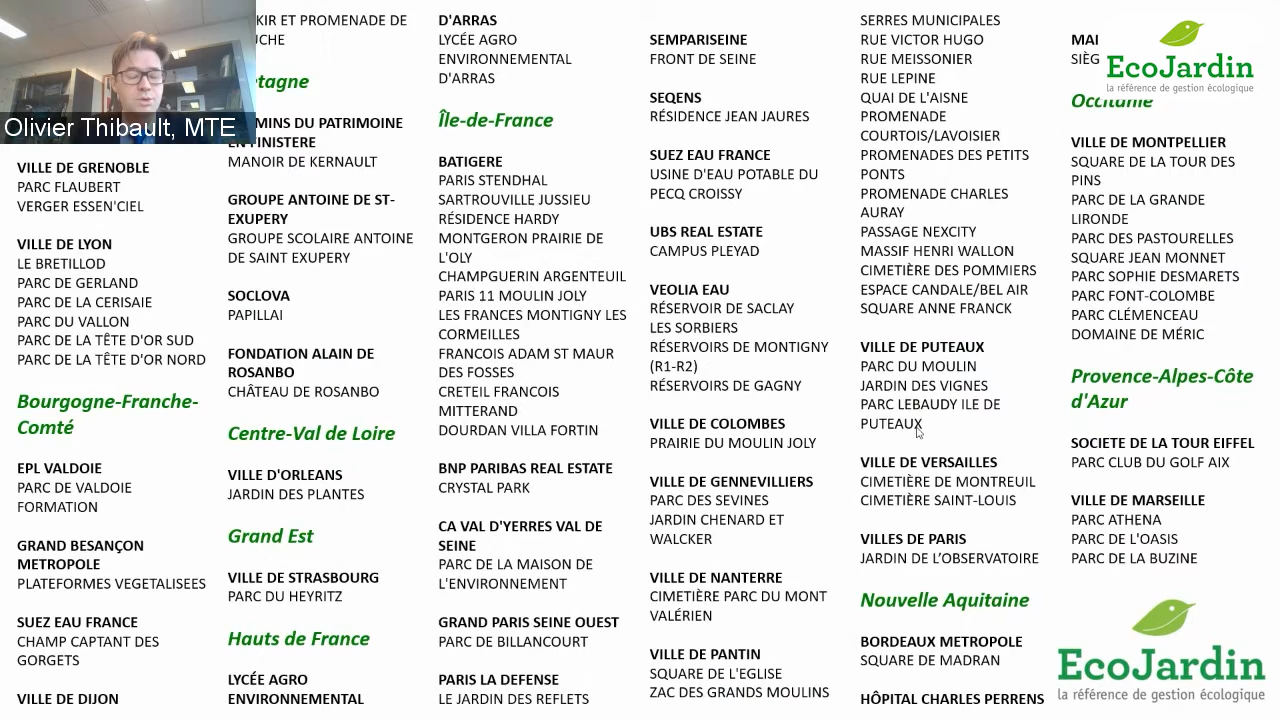 Olivier Thibault, MTE
VILLE DE GRENOBLE
PARC FLAUBERT
VERGER ESSEN'CIEL
VILLE DE LYON
LE BRETILLOD
PARC DE GERLAND
PARC DE LA CERISAIE
PARC DU VALLON
PARC DE LA TÊTE D'OR SUD
PARC DE LA TÊTE D'OR NORD
Bourgogne-Franche-
Comté
EPL VALDOIE
PARC DE VALDOIE
FORMATION
GRAND BESANÇON
METROPOLE
PLATEFORMES VEGETALISEES
SUEZ EAU FRANCE
CHAMP CAPTANT DES
GORGETS
VILLE DE DIJON
KIR ET PROMENADE DE
UCHE
etagne
MINS DU PATRIMOINE
EN FINISTERE
MANOIR DE KERNAULT
GROUPE ANTOINE DE ST-
EXUPERY
GROUPE SCOLAIRE ANTOINE
DE SAINT EXUPERY
SOCLOVA
PAPILLAI
FONDATION ALAIN DE
ROSANBO
CHÂTEAU DE ROSANBO
Centre-Val de Loire
VILLE D'ORLEANS
JARDIN DES PLANTES
Grand Est
VILLE DE STRASBOURG
PARC DU HEYRITZ
Hauts de France
LYCÉE AGRO
ENVIRONNEMENTAL
D'ARRAS
LYCÉE AGRO
ENVIRONNEMENTAL
D'ARRAS
Île-de-France
BATIGERE
PARIS STENDHAL
SARTROUVILLE JUSSIEU
RÉSIDENCE HARDY
MONTGERON PRAIRIE DE
L'OLY
CHAMPGUERIN ARGENTEUIL
PARIS 11 MOULIN JOLY
LES FRANCES MONTIGNY LES
CORMEILLES
FRANCOIS ADAM ST MAUR
DES FOSSES
CRETEIL FRANCOIS
MITTERAND
DOURDAN VILLA FORTIN
BNP PARIBAS REAL ESTATE
CRYSTAL PARK
CA VAL D'YERRES VAL DE
SEINE
PARC DE LA MAISON DE
L'ENVIRONNEMENT
GRAND PARIS SEINE OUEST
PARC DE BILLANCOURT
PARIS LA DEFENSE
LE JARDIN DES REFLETS
SEMPARISEINE
FRONT DE SEINE
SEQENS
RÉSIDENCE JEAN JAURES
SUEZ EAU FRANCE
USINE D'EAU POTABLE DU
PECQ CROISSY
UBS REAL ESTATE
CAMPUS PLEYAD
VEOLIA EAU
RÉSERVOIR DE SACLAY
LES SORBIERS
RÉSERVOIRS DE MONTIGNY
(R1-R2)
RÉSERVOIRS DE GAGNY
VILLE DE COLOMBES
PRAIRIE DU MOULIN JOLY
VILLE DE GENNEVILLIERS
PARC DES SEVINES
JARDIN CHENARD ET
WALCKER
VILLE DE NANTERRE
CIMETIÈRE PARC DU MONT
VALÉRIEN
VILLE DE PANTIN
SQUARE DE L'EGLISE
ZAC DES GRANDS MOULINS
SERRES MUNICIPALES
RUE VICTOR HUGO
RUE MEISSONIER
RUE LEPINE
QUAI DE L'AISNE
PROMENADE
COURTOIS/LAVOISIER
PROMENADES DES PETITS
PONTS
PROMENADE CHARLES
AURAY
PASSAGE NEXCITY
MASSIF HENRI WALLON
CIMETIÈRE DES POMMIERS
ESPACE CANDALE/BEL AIR
SQUARE ANNE FRANCK
VILLE DE PUTEAUX
PARC DU MOULIN
JARDIN DES VIGNES
PARC LEBAUDY ILE DE
PUTEAUX
VILLE DE VERSAILLES
CIMETIÈRE DE MONTREUIL
CIMETIÈRE SAINT-LOUIS
VILLES DE PARIS
JARDIN DE L’OBSERVATOIRE
Nouvelle Aquitaine
BORDEAUX METROPOLE
SQUARE DE MADRAN
HÔPITAL CHARLES PERRENS
MAI
SIÈG
Occitanie
VILLE DE MONTPELLIER
SQUARE DE LA TOUR DES
PINS
PARC DE LA GRANDE
LIRONDE
PARC DES PASTOURELLES
SQUARE JEAN MONNET
PARC SOPHIE DESMARETS
PARC FONT-COLOMBE
PARC CLÉMENCEAU
DOMAINE DE MÉRIC
Provence-Alpes-Côte
d'Azur
SOCIETE DE LA TOUR EIFFEL
PARC CLUB DU GOLF AIX
VILLE DE MARSEILLE
PARC ATHENA
PARC DE L'OASIS
PARC DE LA BUZINE
EcoJardin
la référence de gestion écologique
EcoJardin
la référence de gestion écologique